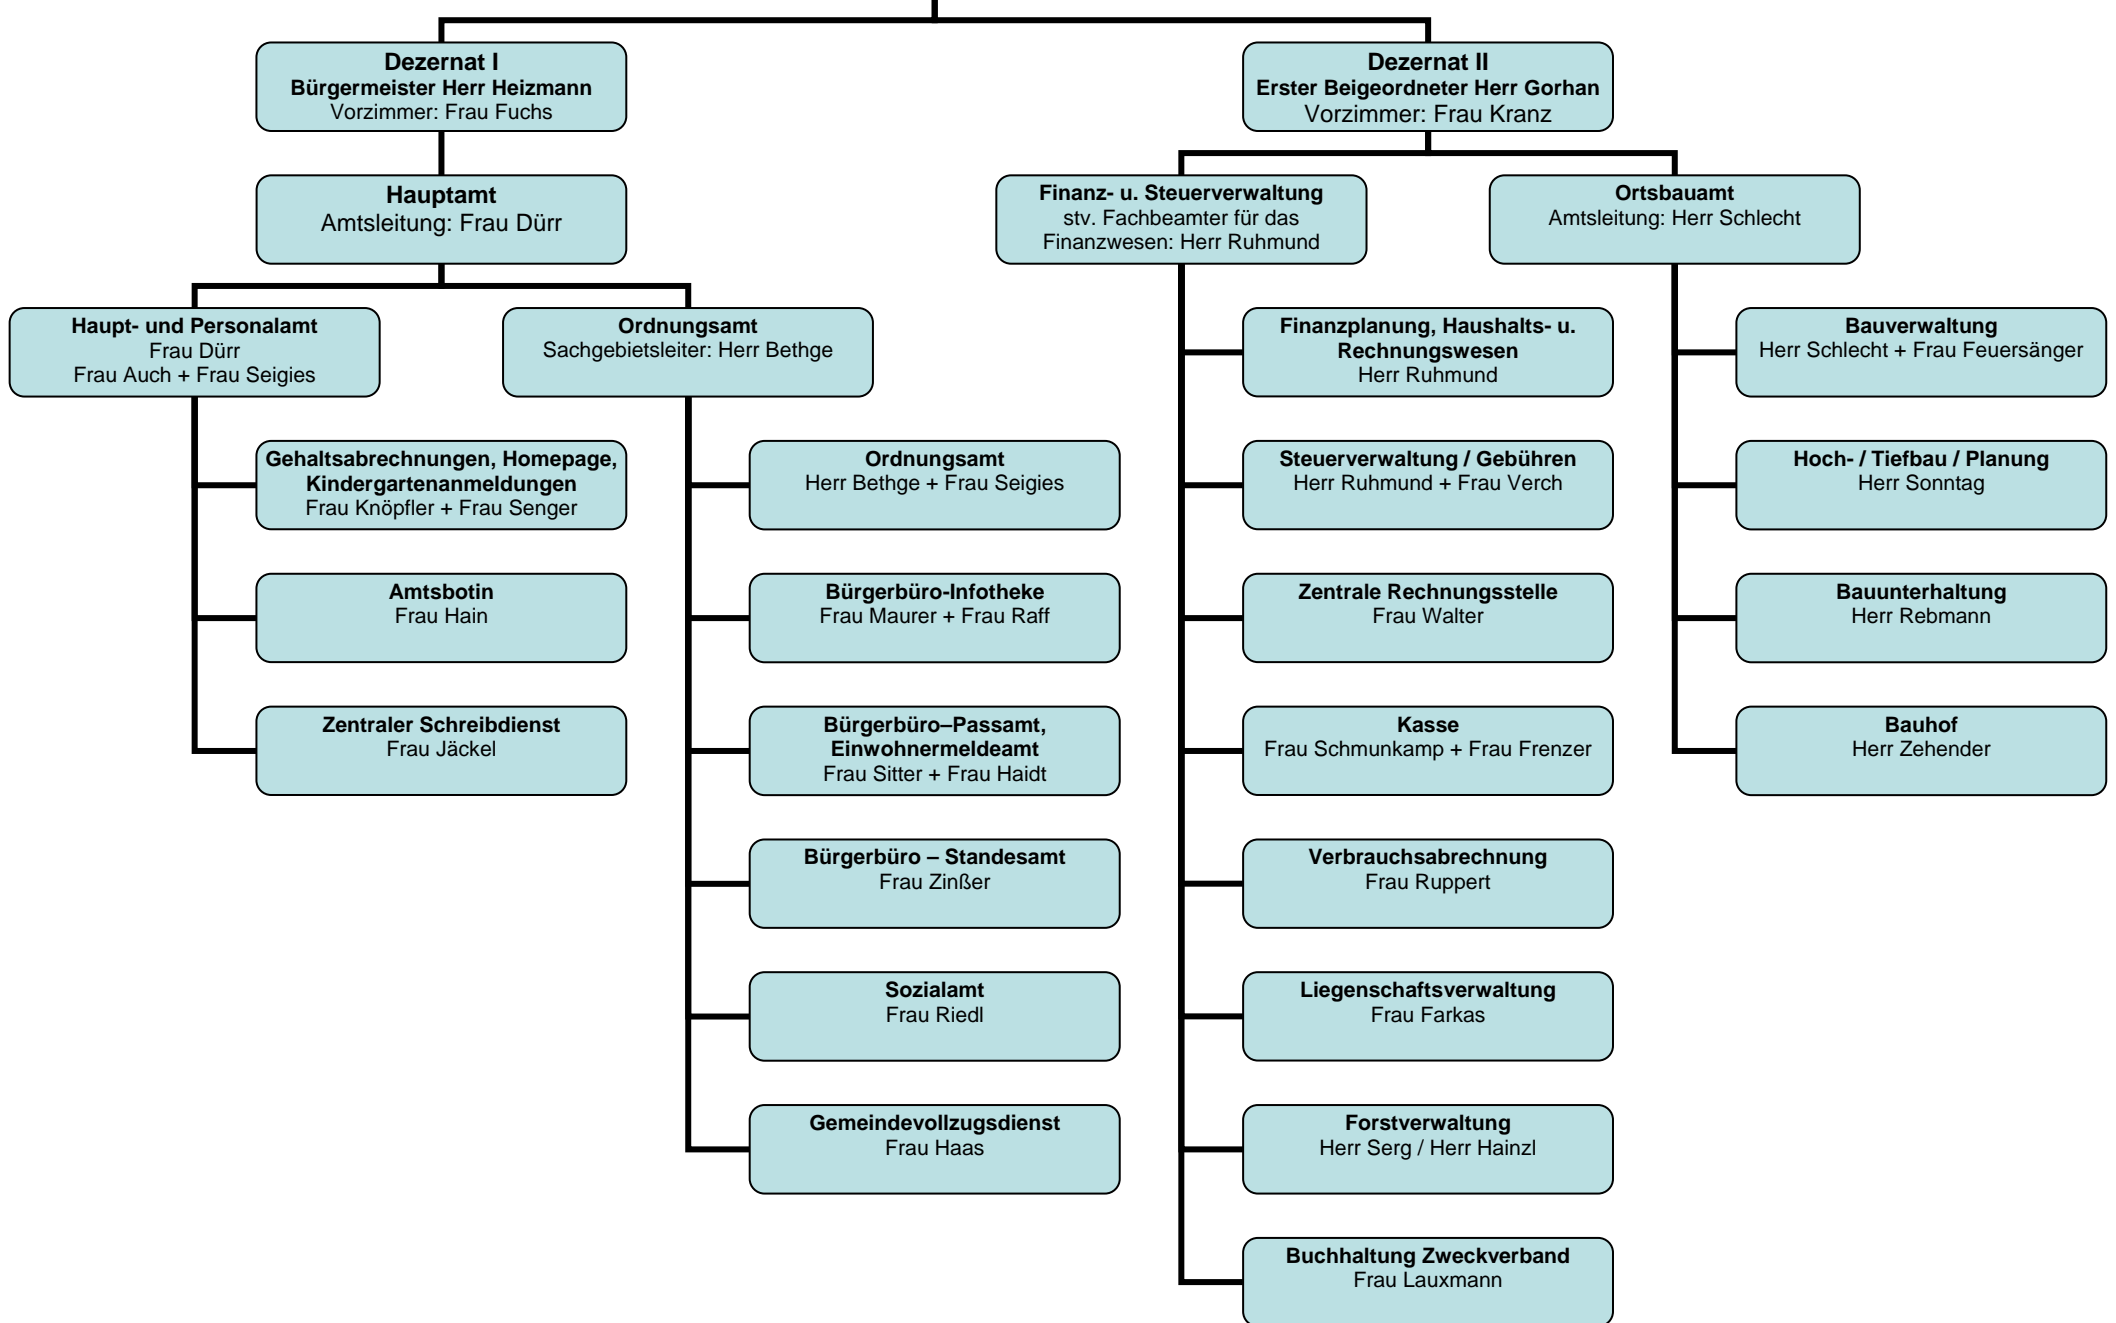 Dezernat I
Bürgermeister Herr Heizmann
Vorzimmer: Frau Fuchs
Dezernat II
Erster Beigeordneter Herr Gorhan
Vorzimmer: Frau Kranz
Hauptamt
Amtsleitung: Frau Dürr
Finanz- u. Steuerverwaltung
stv. Fachbeamter für das
Finanzwesen: Herr Ruhmund
Ortsbauamt
Amtsleitung: Herr Schlecht
Haupt- und Personalamt
Frau Dürr
Frau Auch + Frau Seigies
Ordnungsamt
Sachgebietsleiter: Herr Bethge
Finanzplanung, Haushalts- u.
Rechnungswesen
Herr Ruhmund
Bauverwaltung
Herr Schlecht + Frau Feuersänger
Gehaltsabrechnungen, Homepage,
Kindergartenanmeldungen
Frau Knöpfler + Frau Senger
Ordnungsamt
Herr Bethge + Frau Seigies
Steuerverwaltung / Gebühren
Herr Ruhmund + Frau Verch
Hoch- / Tiefbau / Planung
Herr Sonntag
Amtsbotin
Frau Hain
Bürgerbüro-Infotheke
Frau Maurer + Frau Raff
Zentrale Rechnungsstelle
Frau Walter
Bauunterhaltung
Herr Rebmann
Zentraler Schreibdienst
Frau Jäckel
Bürgerbüro–Passamt,
Einwohnermeldeamt
Frau Sitter + Frau Haidt
Kasse
Frau Schmunkamp + Frau Frenzer
Bauhof
Herr Zehender
Bürgerbüro – Standesamt
Frau Zinßer
Verbrauchsabrechnung
Frau Ruppert
Sozialamt
Frau Riedl
Liegenschaftsverwaltung
Frau Farkas
Gemeindevollzugsdienst
Frau Haas
Forstverwaltung
Herr Serg / Herr Hainzl
Buchhaltung Zweckverband
Frau Lauxmann